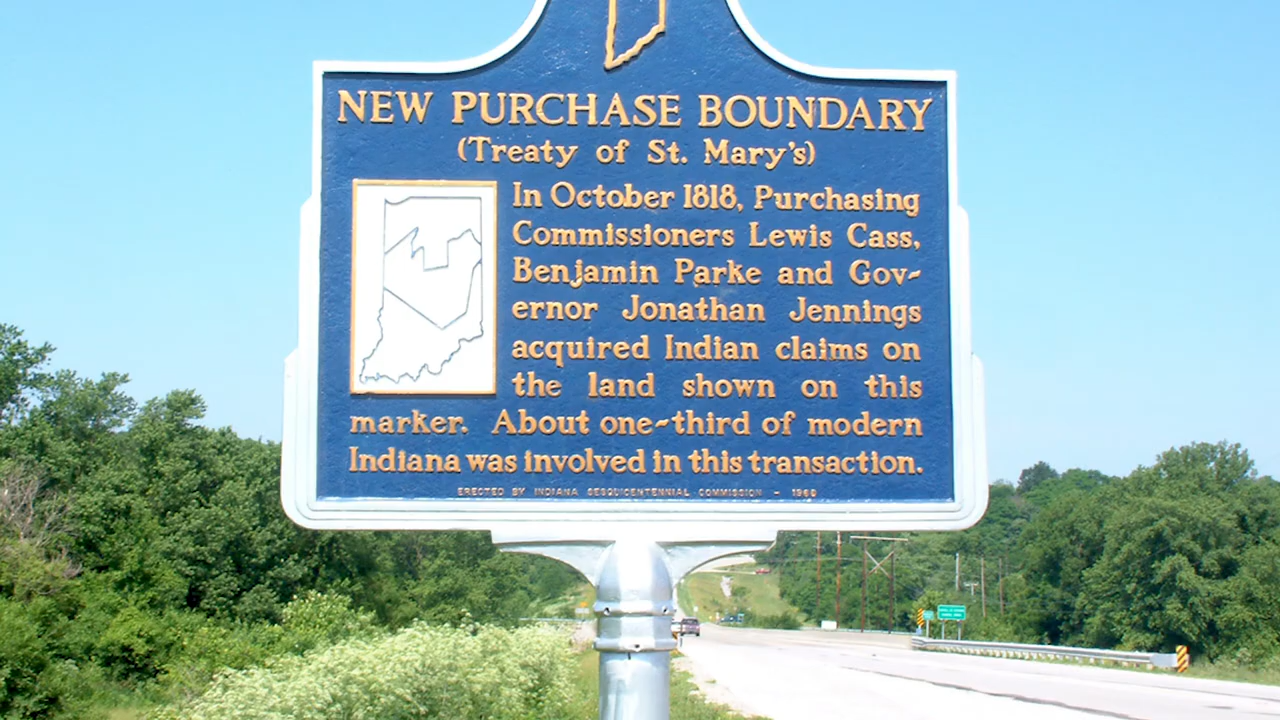 NEW PURCHASE BOUNDARY
(Treaty of St. Mary's)
In October 1818, Purchasing
Commissioners Lewis Cass,
Benjamin Parke and Gov-
ernor Jonathan Jennings
acquired Indian claims on
the land shown on this
marker. About one-third of modern
Indiana was involved in this transaction.
ERECTED BY INDIANA SESQUICENTENNIAL COMMISSION - 1966